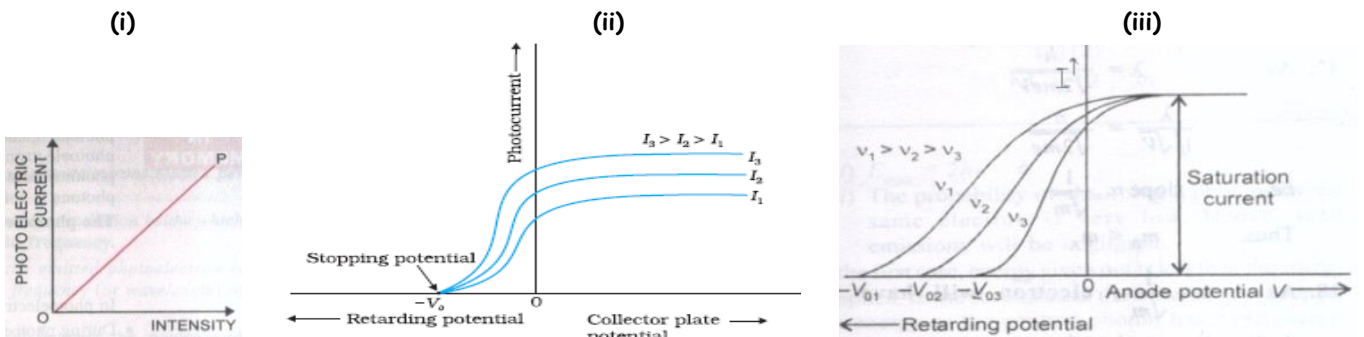 (i)
PHOTO ELECTRIC
CURRENT
P
O
INTENSITY
(ii)
Photocurrent
I₃ > I₂ > I₁
I₃
I₂
I₁
Stopping potential
−V₀
0
Retarding potential
Collector plate
potential
(iii)
I
ν₁ > ν₂ > ν₃
ν₁
ν₂
ν₃
Saturation
current
−V₀₁
−V₀₂
−V₀₃
0
Anode potential V
Retarding potential